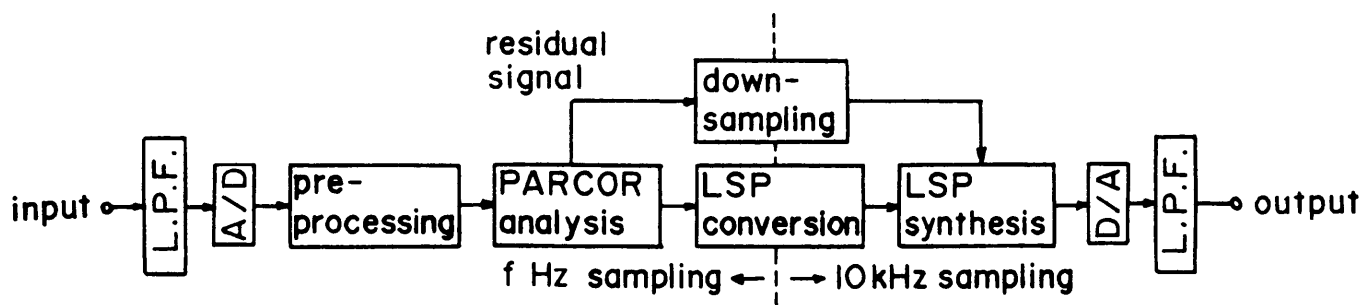 residual
signal
down-
sampling
input
L.P.F.
A/D
pre-
processing
PARCOR
analysis
LSP
conversion
LSP
synthesis
D/A
L.P.F.
output
f Hz sampling
10kHz sampling